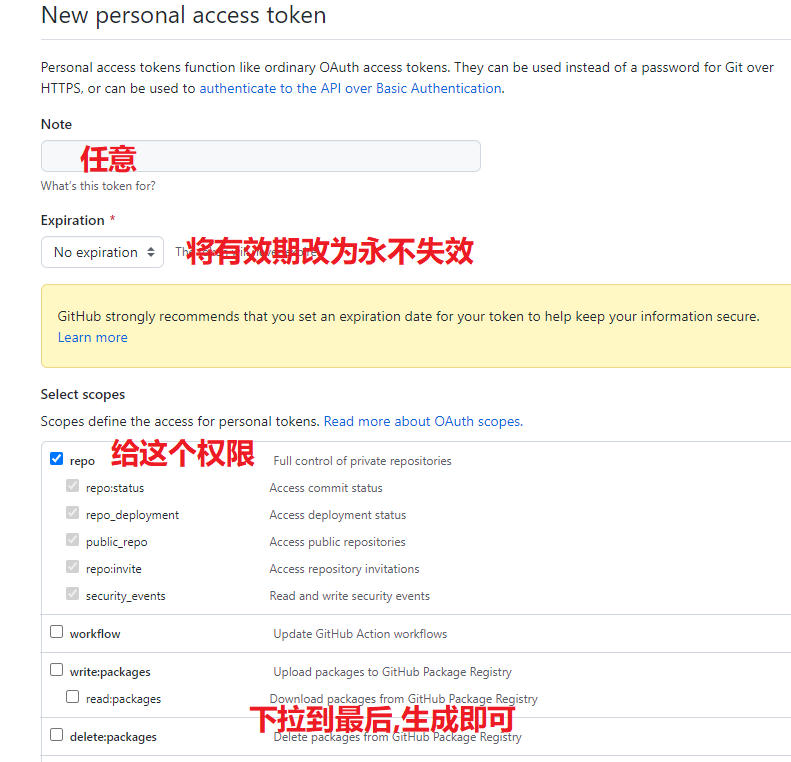 New personal access token
Personal access tokens function like ordinary OAuth access tokens. They can be used instead of a password for Git over
HTTPS, or can be used to authenticate to the API over Basic Authentication.
Note
任意
What's this token for?
Expiration *
No expiration The 将有效期改为永不失效
GitHub strongly recommends that you set an expiration date for your token to help keep your information secure.
Learn more
Select scopes
Scopes define the access for personal tokens. Read more about OAuth scopes.
repo 给这个权限 Full control of private repositories
repo:status Access commit status
repo_deployment Access deployment status
public_repo Access public repositories
repo:invite Access repository invitations
security_events Read and write security events
workflow Update GitHub Action workflows
write:packages Upload packages to GitHub Package Registry
read:packages Download packages from GitHub Package Registry
下拉到最后,生成即可
delete:packages Delete packages from GitHub Package Registry